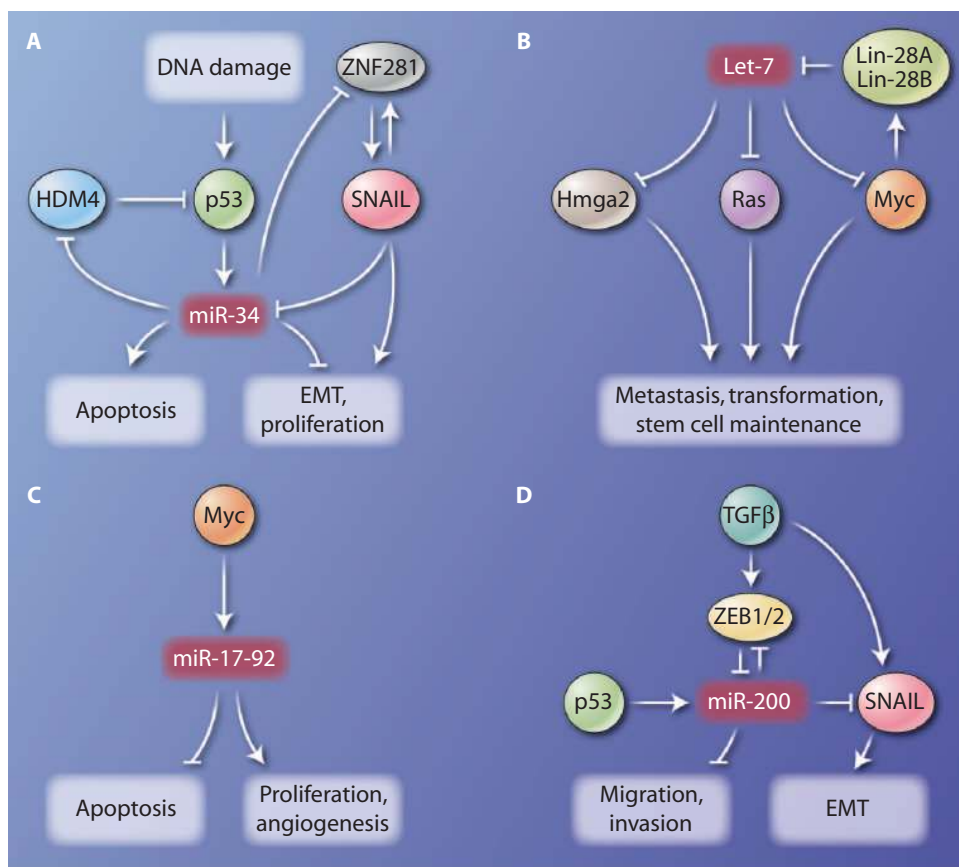 A
DNA damage
ZNF281
HDM4
p53
SNAIL
miR-34
Apoptosis
EMT,
proliferation
B
Let-7
Lin-28A
Lin-28B
Hmga2
Ras
Myc
Metastasis, transformation,
stem cell maintenance
C
Myc
miR-17-92
Apoptosis
Proliferation,
angiogenesis
D
TGFβ
ZEB1/2
p53
miR-200
SNAIL
Migration,
invasion
EMT